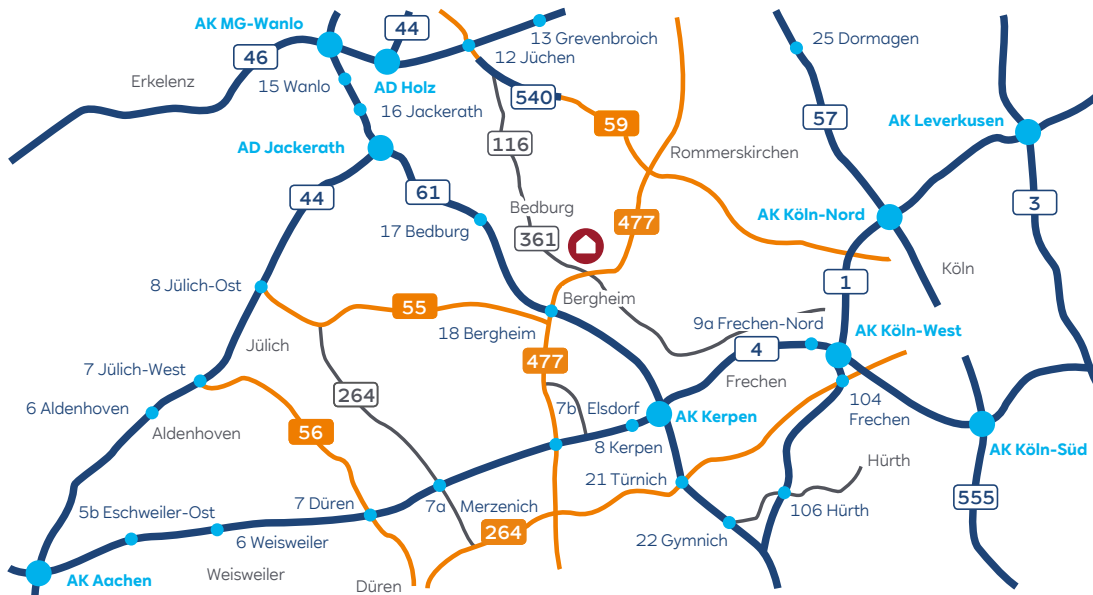 AK MG-Wanlo
44
13 Grevenbroich
12 Jüchen
25 Dormagen
46
AD Holz
Erkelenz
15 Wanlo
540
16 Jackerath
59
57
AK Leverkusen
AD Jackerath
116
Rommerskirchen
44
61
3
Bedburg
477
AK Köln-Nord
17 Bedburg
361
Köln
8 Jülich-Ost
1
55
Bergheim
9a Frechen-Nord
18 Bergheim
AK Köln-West
Jülich
4
477
7 Jülich-West
Frechen
264
104
Frechen
6 Aldenhoven
7b
Elsdorf
AK Kerpen
Aldenhoven
56
8 Kerpen
AK Köln-Süd
Hürth
21 Türnich
555
5b Eschweiler-Ost
7 Düren
7a
Merzenich
106 Hürth
264
6 Weisweiler
22 Gymnich
AK Aachen
Weisweiler
Düren